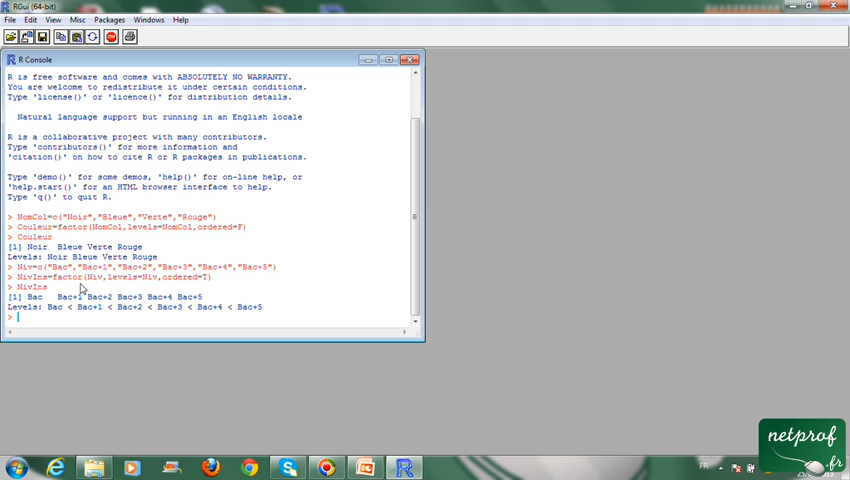 RGui (64-bit)
File Edit View Misc Packages Windows Help
STOP
R Console
R is free software and comes with ABSOLUTELY NO WARRANTY.
You are welcome to redistribute it under certain conditions.
Type 'license()' or 'licence()' for distribution details.
Natural language support but running in an English locale
R is a collaborative project with many contributors.
Type 'contributors()' for more information and
'citation()' on how to cite R or R packages in publications.
Type 'demo()' for some demos, 'help()' for on-line help, or
'help.start()' for an HTML browser interface to help.
Type 'q()' to quit R.
> NomCol=c("Noir","Bleue","Verte","Rouge")
> Couleur=factor(NomCol,levels=NomCol,ordered=F)
> Couleur
[1] Noir  Bleue Verte Rouge
Levels: Noir Bleue Verte Rouge
> Niv=c("Bac","Bac+1","Bac+2","Bac+3","Bac+4","Bac+5")
> NivIns=factor(Niv,levels=Niv,ordered=T)
> NivIns
[1] Bac   Bac+1 Bac+2 Bac+3 Bac+4 Bac+5
Levels: Bac < Bac+1 < Bac+2 < Bac+3 < Bac+4 < Bac+5
>
netprof
.fr
FR